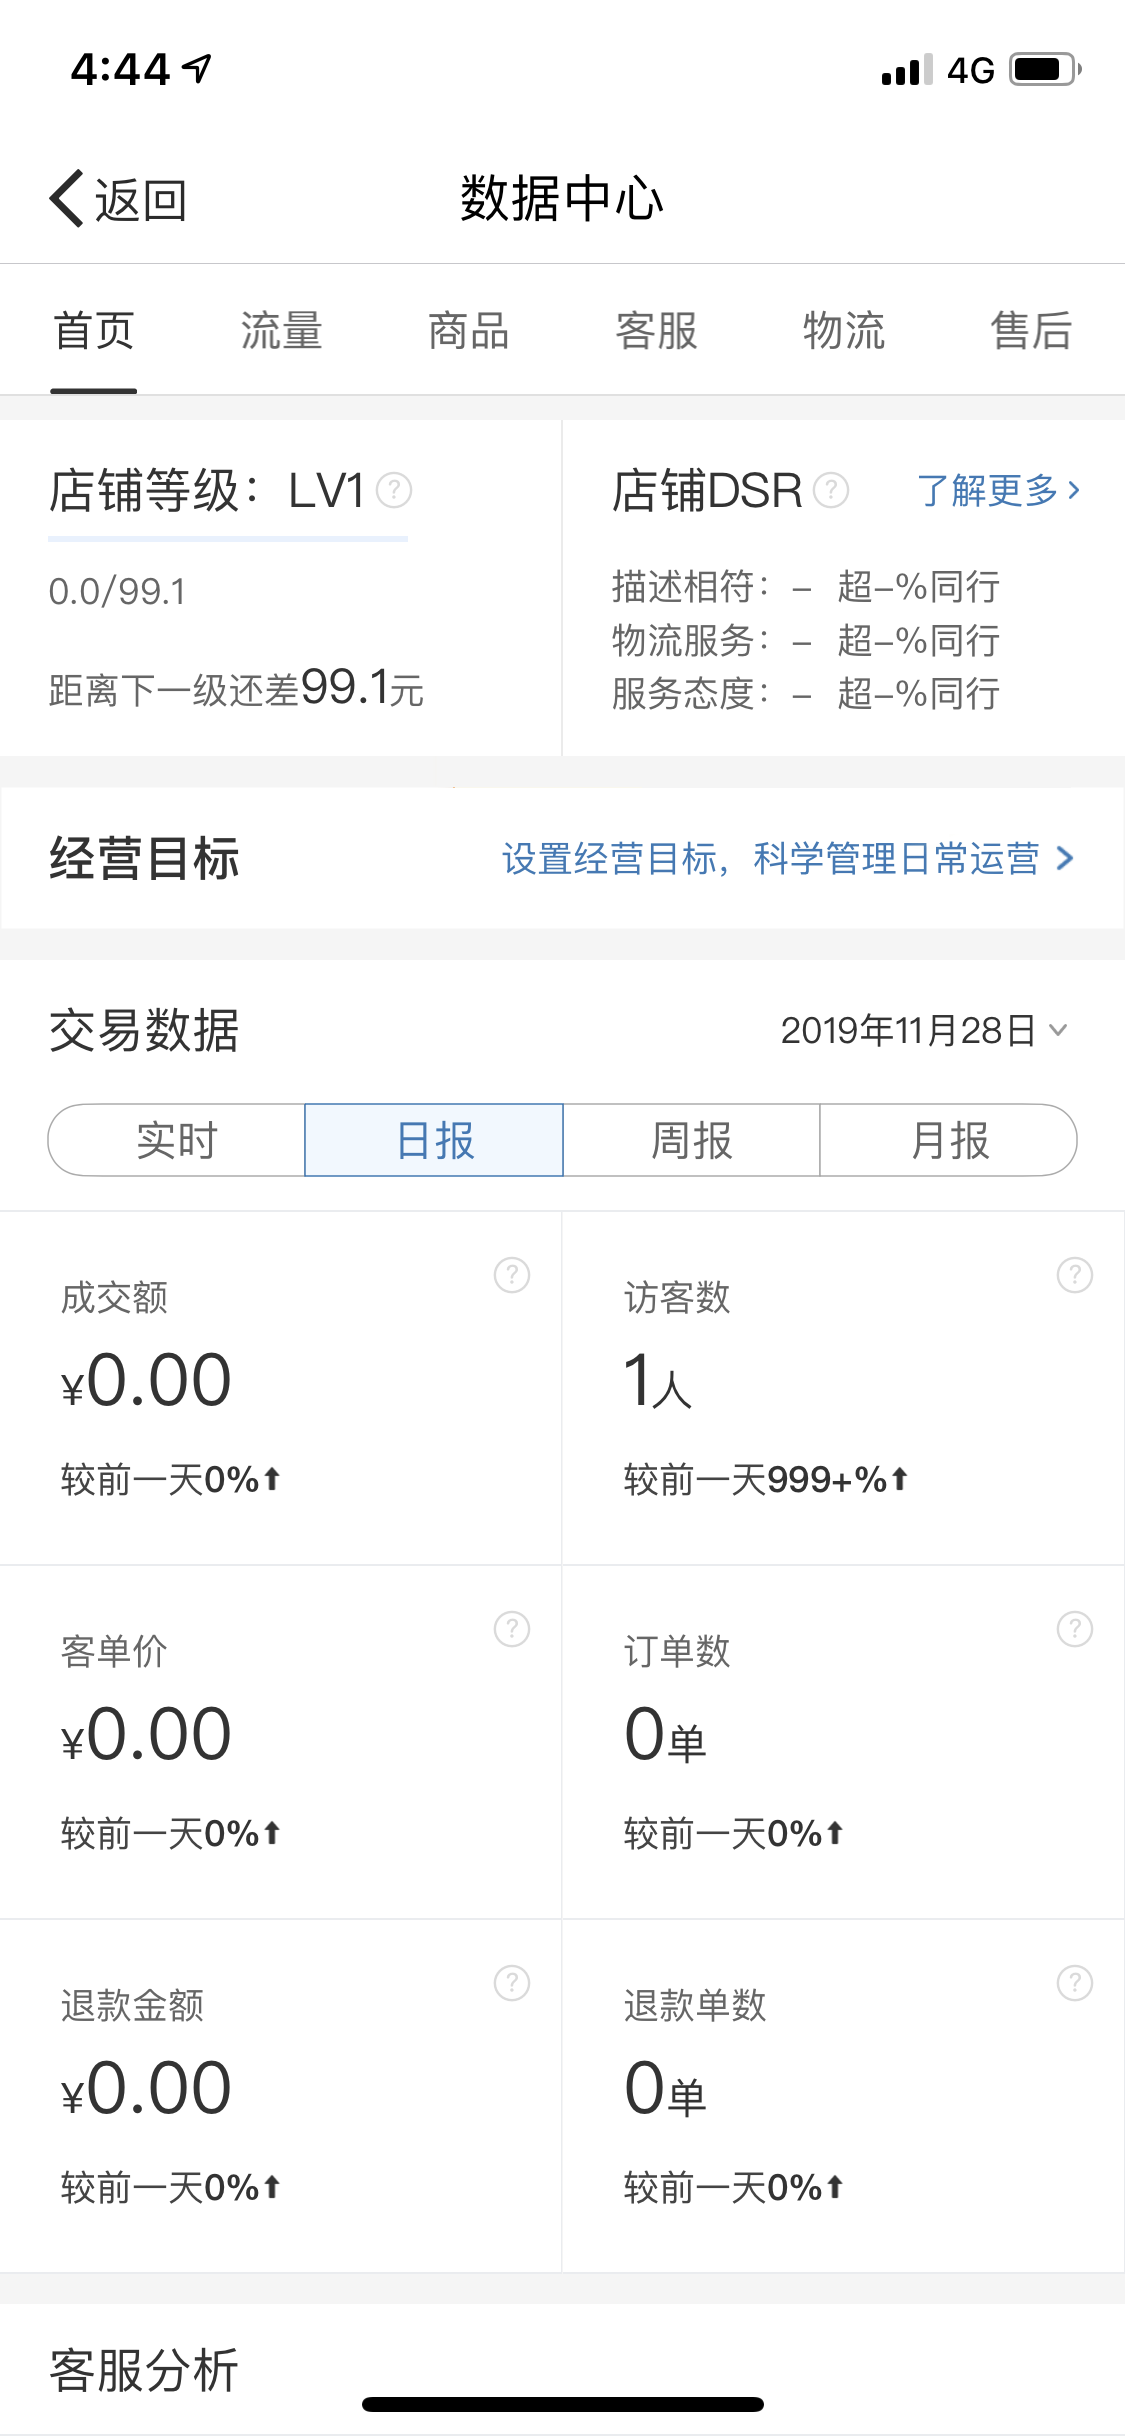 4:44 4G
返回 数据中心
首页 流量 商品 客服 物流 售后
店铺等级：LV1 ?
0.0/99.1
距离下一级还差99.1元
店铺DSR ? 了解更多
描述相符：– 超–%同行
物流服务：– 超–%同行
服务态度：– 超–%同行
经营目标 设置经营目标，科学管理日常运营
交易数据 2019年11月28日
实时 日报 周报 月报
成交额 ?
¥0.00
较前一天0%⬆
访客数 ?
1人
较前一天999+%⬆
客单价 ?
¥0.00
较前一天0%⬆
订单数 ?
0单
较前一天0%⬆
退款金额 ?
¥0.00
较前一天0%⬆
退款单数 ?
0单
较前一天0%⬆
客服分析